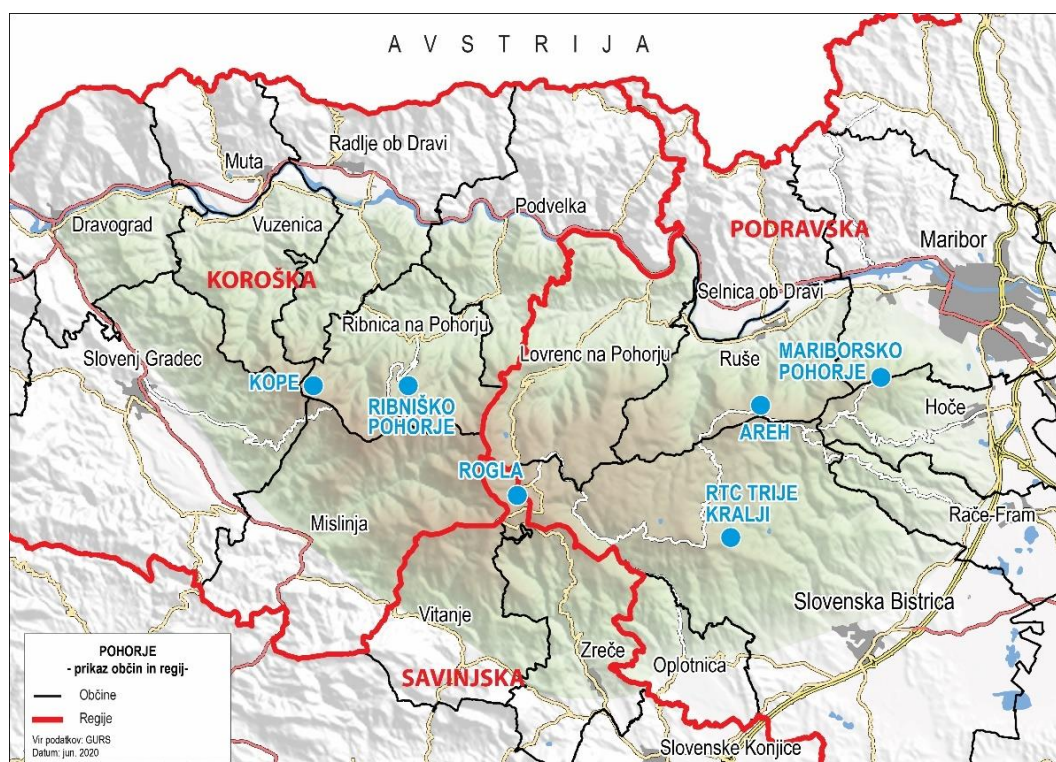 AVSTRIJA
Muta
Radlje ob Dravi
Dravograd
Vuzenica
Podvelka
PODRAVSKA
Maribor
KOROŠKA
Selnica ob Dravi
Ribnica na Pohorju
Slovenj Gradec
Lovrenc na Pohorju
Ruše
MARIBORSKO
POHORJE
KOPE
RIBNIŠKO
POHORJE
AREH
Hoče
ROGLA
RTC TRIJE
KRALJI
Rače-Fram
Mislinja
Slovenska Bistrica
Vitanje
Zreče
Oplotnica
SAVINJSKA
Slovenske Konjice
POHORJE
- prikaz občin in regij-
Občine
Regije
Vir podatkov: GURS
Datum: jun. 2020